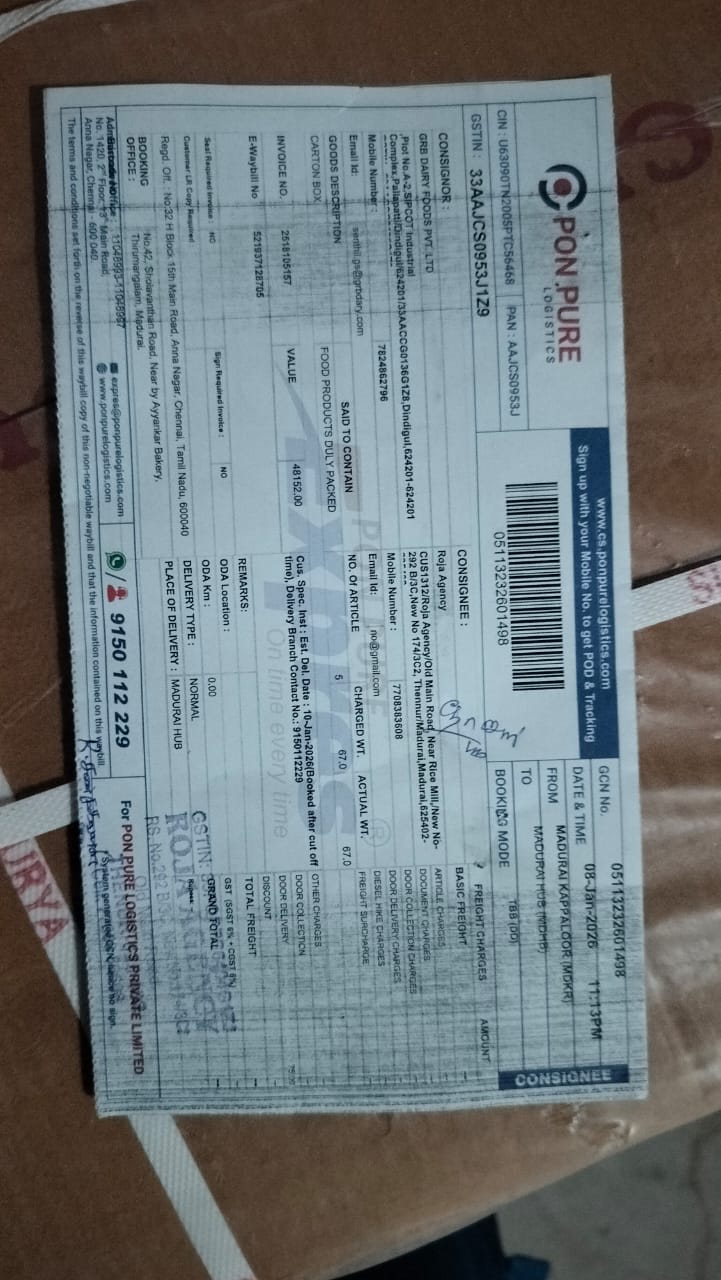 PON PURE
LOGISTICS
www.cs.ponpurelogistics.com
Sign up with your Mobile No. to get POD & Tracking
CIN : U63090TN2005PTC56468 PAN : AAJCS0953J
GSTIN : 33AAJCS0953J1Z9
05113232601498
GCN No. 05113232601498
DATE & TIME 08-Jan-2026 11:13PM
FROM MADURAI KAPPALOOR (MDKR)
TO MADURAI HUB (MDHB)
BOOKING MODE TBB (DD)
CONSIGNEE
CONSIGNOR :
GRB DAIRY FOODS PVT. LTD
,Plot No A-2,SIPCOT Industrial
Complex,Pallapatti/Dindigul/624201/33AACCG0136G1Z8,Dindigul,624201-624201
Mobile Number : 7824862796
Email Id: senthil.gs@grbdairy.com
CONSIGNEE :
Roja Agency
CUS1312/Roja Agency/Old Main Road, Near Rice Mill,/New No-
292 B/3C,New No 174/3C2, Thennur/Madurai,Madurai,625402-
Mobile Number : 7708383608
Email Id: no@gmail.com
GOODS DESCRIPTION SAID TO CONTAIN NO. OF ARTICLE CHARGED WT. ACTUAL WT.
CARTON BOX FOOD PRODUCTS DULY PACKED 5 67.0 67.0
INVOICE NO. 2518105157 VALUE 48152.00
Cus. Spec. Inst : Est. Del. Date : 10-Jan-2026(Booked after cut off
time), Delivery Branch Contact No.: 9150112229
E-Waybill No 521937128705
REMARKS:
Seal Required Invoice : NO Sign Required Invoice : NO
ODA Location :
ODA Km : 0.00
Customer LR Copy Required
DELIVERY TYPE : NORMAL
PLACE OF DELIVERY : MADURAI HUB
FREIGHT CHARGES AMOUNT
BASIC FREIGHT
ARTICLE CHARGES
DOCUMENT CHARGES
DOOR COLLECTION CHARGES
DOOR DELIVERY CHARGES
DIESEL HIKE CHARGES
FREIGHT SURCHARGE
OTHER CHARGES
DOOR COLLECTION
DOOR DELIVERY
DISCOUNT
TOTAL FREIGHT
GST (SGST 6% + CGST 6%)
GRAND TOTAL
Rupees
GSTIN:
Regd. Off. : No:32 H Block 15th Main Road, Anna Nagar, Chennai, Tamil Nadu, 600040
BOOKING
OFFICE :
No.42, Sholavanthan Road, Near by Ayyankar Bakery,
Thirumangalam, Madurai.
No. 1420, 2nd Floor, 13th Main Road,
Anna Nagar, Chennai - 600 040.
11048993-11048997
expres@ponpurelogistics.com
www.ponpurelogistics.com
9150 112 229
For PON PURE LOGISTICS PRIVATE LIMITED
The terms and conditions set forth on the reverse of this waybill copy of this non-negotiable waybill and that the information contained on this waybill.
On time every time